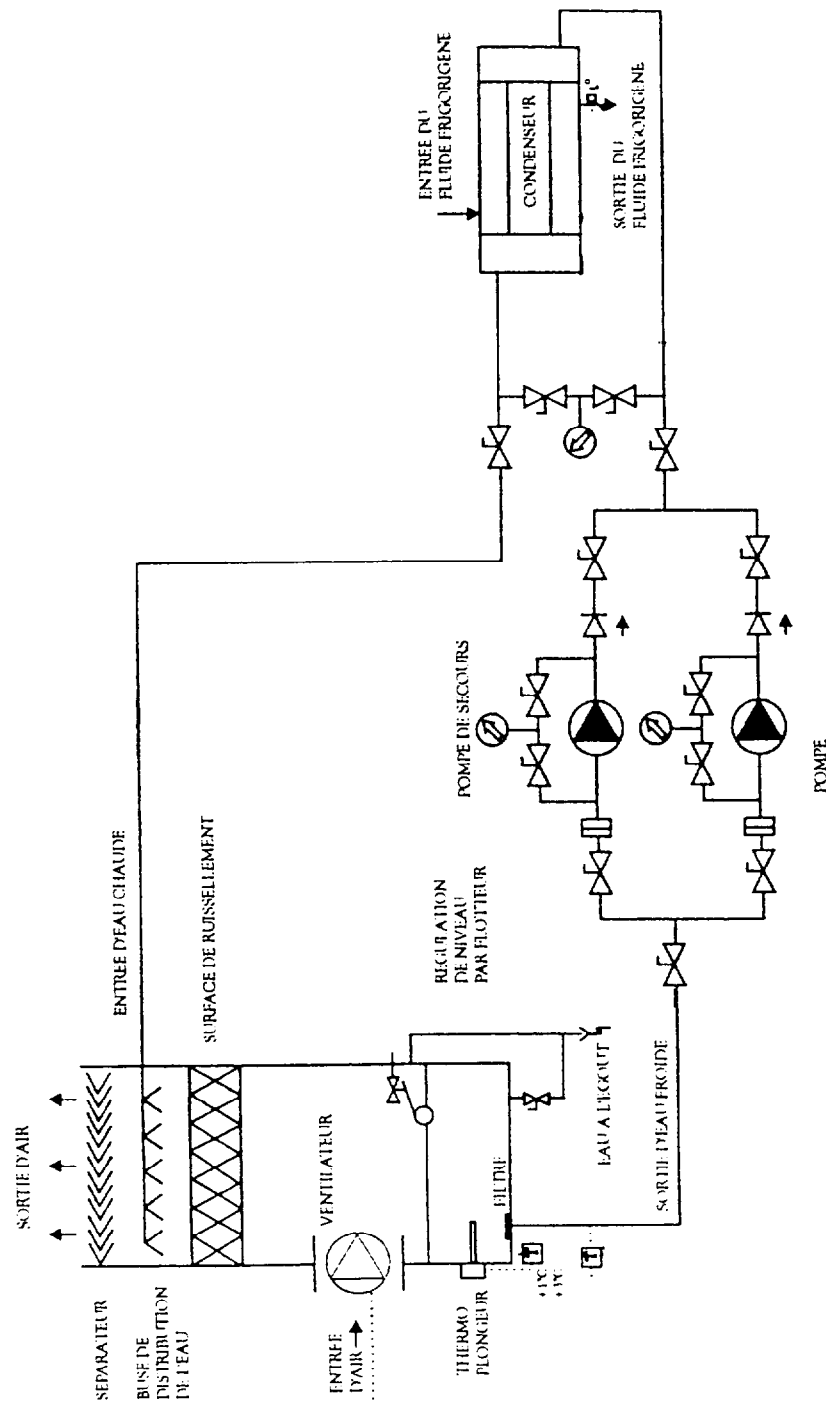 SORTIE D'AIR
SEPARATEUR
BUSE DE
DISTRIBUTION
DE L'EAU
ENTREE D'EAU CHAUDE
SURFACE DE RUISSELLEMENT
VENTILATEUR
ENTREE
D'AIR
THERMO
PLONGEUR
+1°C
+3°C
FILTRE
EAU A L'EGOUT
SORTIE D'EAU FROIDE
REGULATION
DE NIVEAU
PAR FLOTTEUR
POMPE DE SECOURS
POMPE
ENTREE DU
FLUIDE FRIGORIGENE
CONDENSEUR
SORTIE DU
FLUIDE FRIGORIGENE
t°